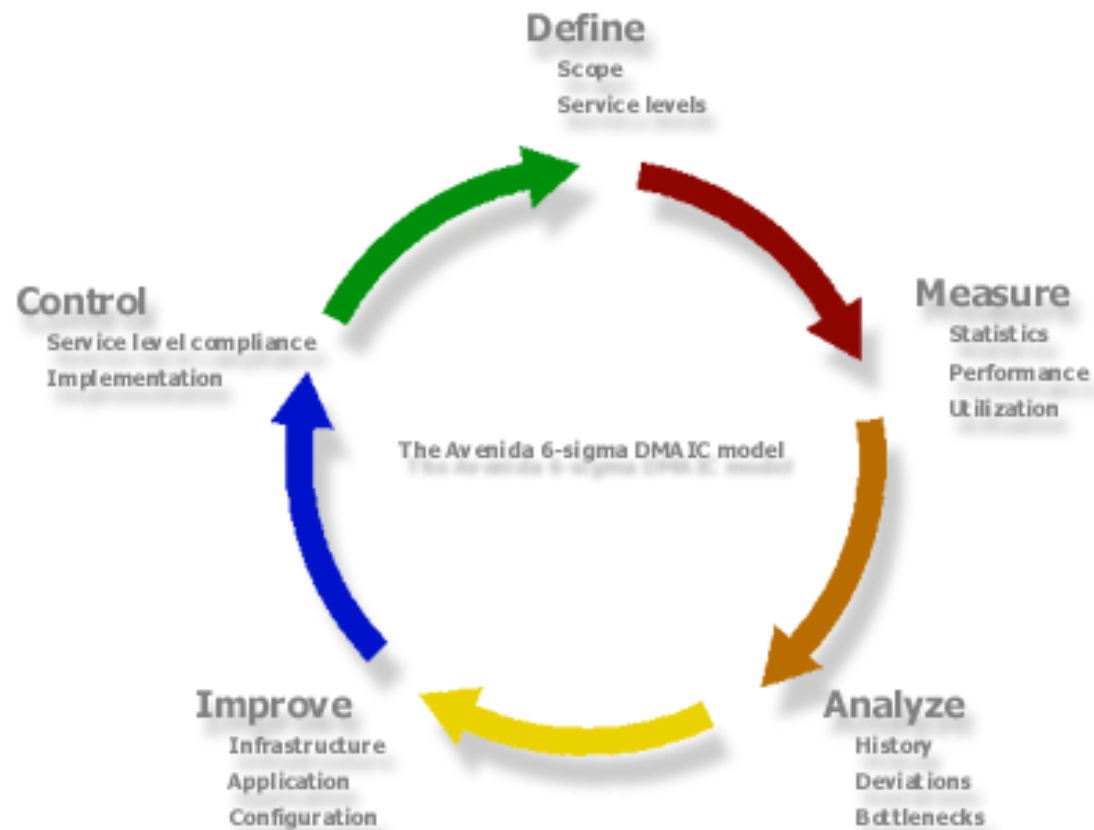 Define
Scope
Service levels
Measure
Statistics
Performance
Utilization
Analyze
History
Deviations
Bottlenecks
Improve
Infrastructure
Application
Configuration
Control
Service level compliance
Implementation
The Avenida 6-sigma DMAIC model